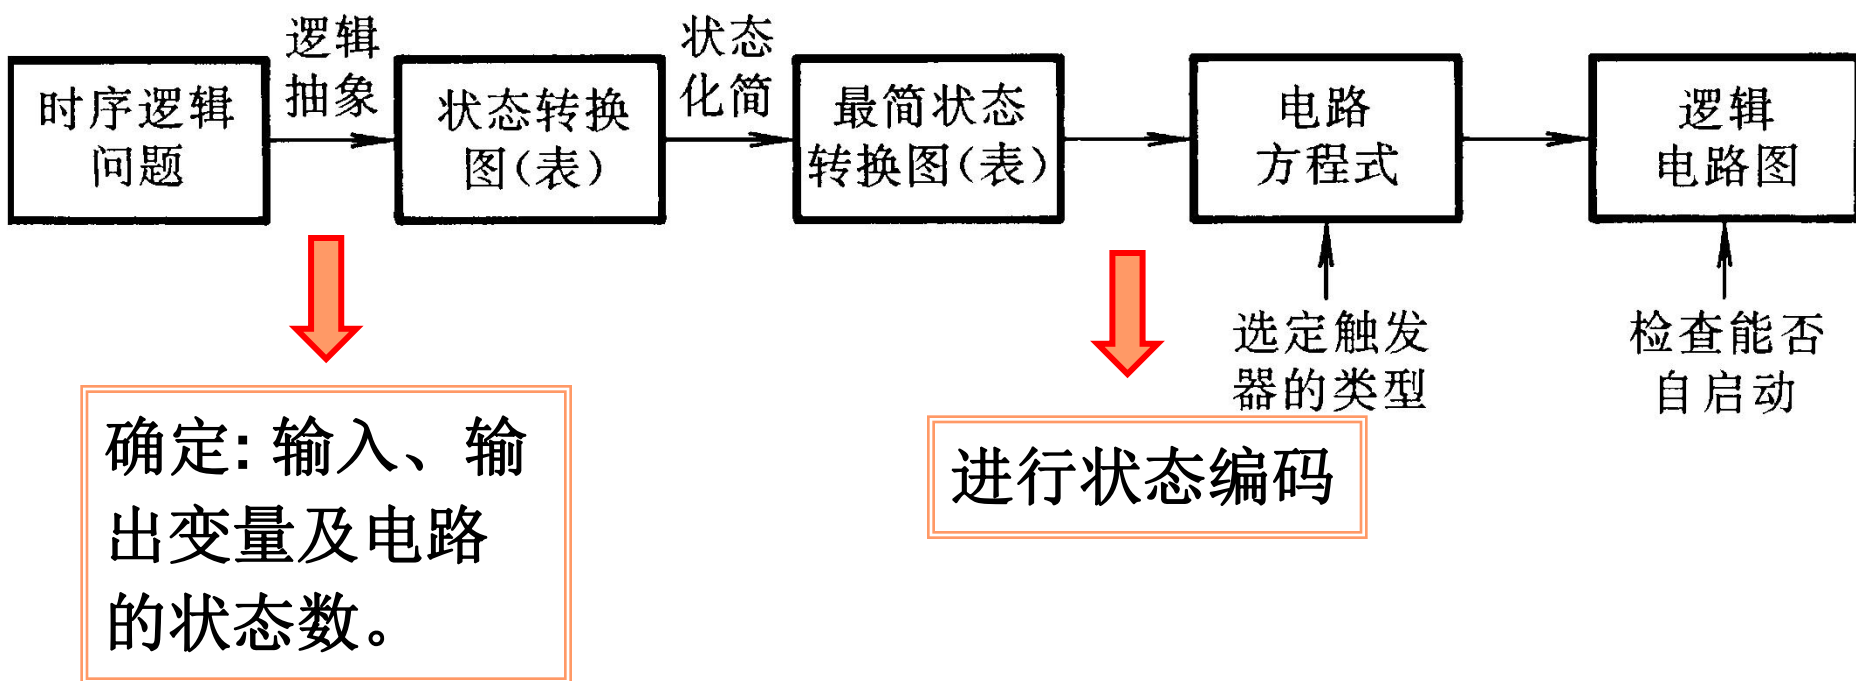 逻辑
抽象
状态
化简
时序逻辑
问题
状态转换
图(表)
最简状态
转换图(表)
电路
方程式
逻辑
电路图
选定触发
器的类型
检查能否
自启动
确定: 输入、输
出变量及电路
的状态数。
进行状态编码